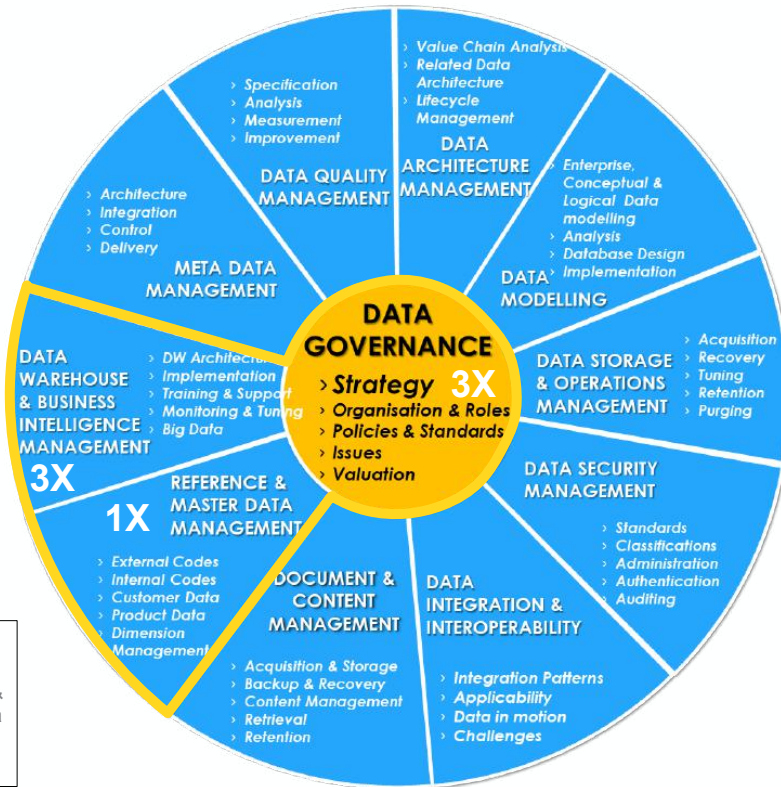 › Value Chain Analysis
› Related Data
Architecture
› Lifecycle
Management
DATA
ARCHITECTURE
MANAGEMENT
› Enterprise,
Conceptual &
Logical Data
modelling
› Analysis
› Database Design
› Implementation
DATA
MODELLING
› Acquisition
› Recovery
› Tuning
› Retention
› Purging
DATA STORAGE
& OPERATIONS
MANAGEMENT
DATA SECURITY
MANAGEMENT
› Standards
› Classifications
› Administration
› Authentication
› Auditing
DATA
INTEGRATION &
INTEROPERABILITY
› Integration Patterns
› Applicability
› Data in motion
› Challenges
DOCUMENT &
CONTENT
MANAGEMENT
› Acquisition & Storage
› Backup & Recovery
› Content Management
› Retrieval
› Retention
1X
REFERENCE &
MASTER DATA
MANAGEMENT
› External Codes
› Internal Codes
› Customer Data
› Product Data
› Dimension
Management
DATA
WAREHOUSE
& BUSINESS
INTELLIGENCE
MANAGEMENT
3X
› DW Architecture
› Implementation
› Training & Support
› Monitoring & Tuning
› Big Data
› Architecture
› Integration
› Control
› Delivery
META DATA
MANAGEMENT
› Specification
› Analysis
› Measurement
› Improvement
DATA QUALITY
MANAGEMENT
DATA
GOVERNANCE
› Strategy 3X
› Organisation & Roles
› Policies & Standards
› Issues
› Valuation